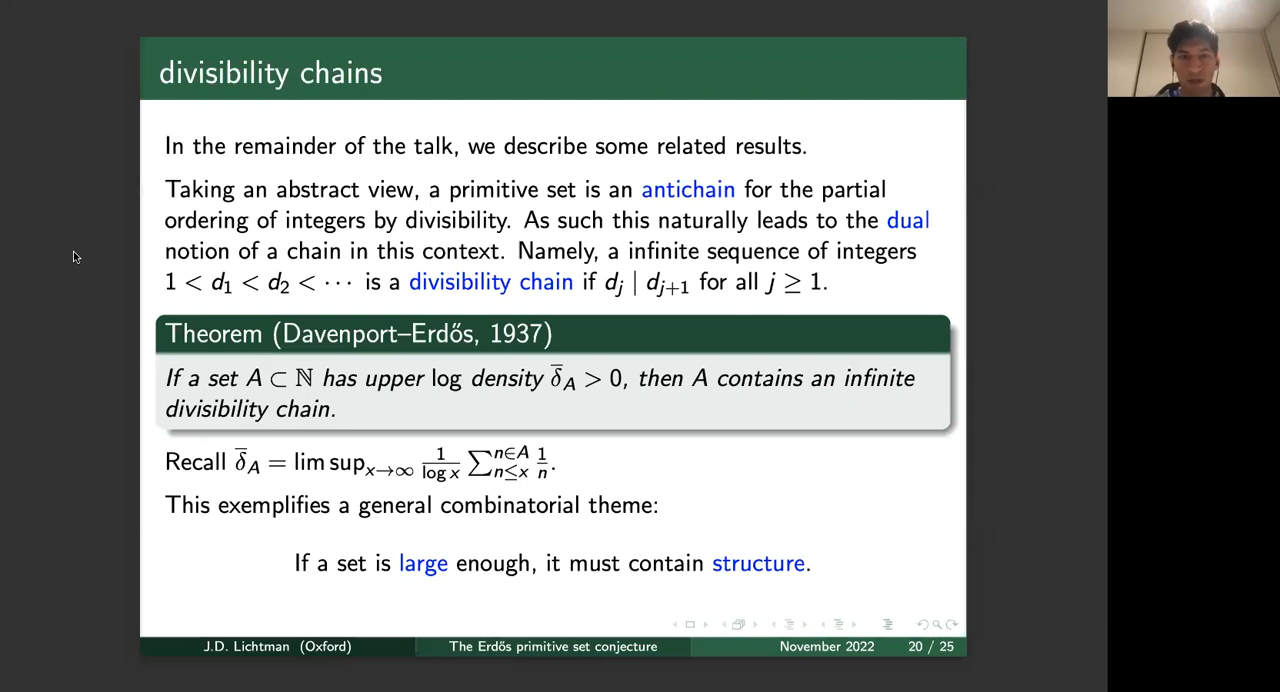 divisibility chains
In the remainder of the talk, we describe some related results.
Taking an abstract view, a primitive set is an antichain for the partial
ordering of integers by divisibility. As such this naturally leads to the dual
notion of a chain in this context. Namely, a infinite sequence of integers
1 < d₁ < d₂ < ⋯ is a divisibility chain if dⱼ | dⱼ₊₁ for all j ≥ 1.
Theorem (Davenport–Erdős, 1937)
If a set A ⊂ ℕ has upper log density δ̅_A > 0, then A contains an infinite
divisibility chain.
Recall δ̅_A = lim sup_{x→∞} 1/log x ∑_{n≤x}^{n∈A} 1/n.
This exemplifies a general combinatorial theme:
If a set is large enough, it must contain structure.
J.D. Lichtman (Oxford) The Erdős primitive set conjecture November 2022 20 / 25